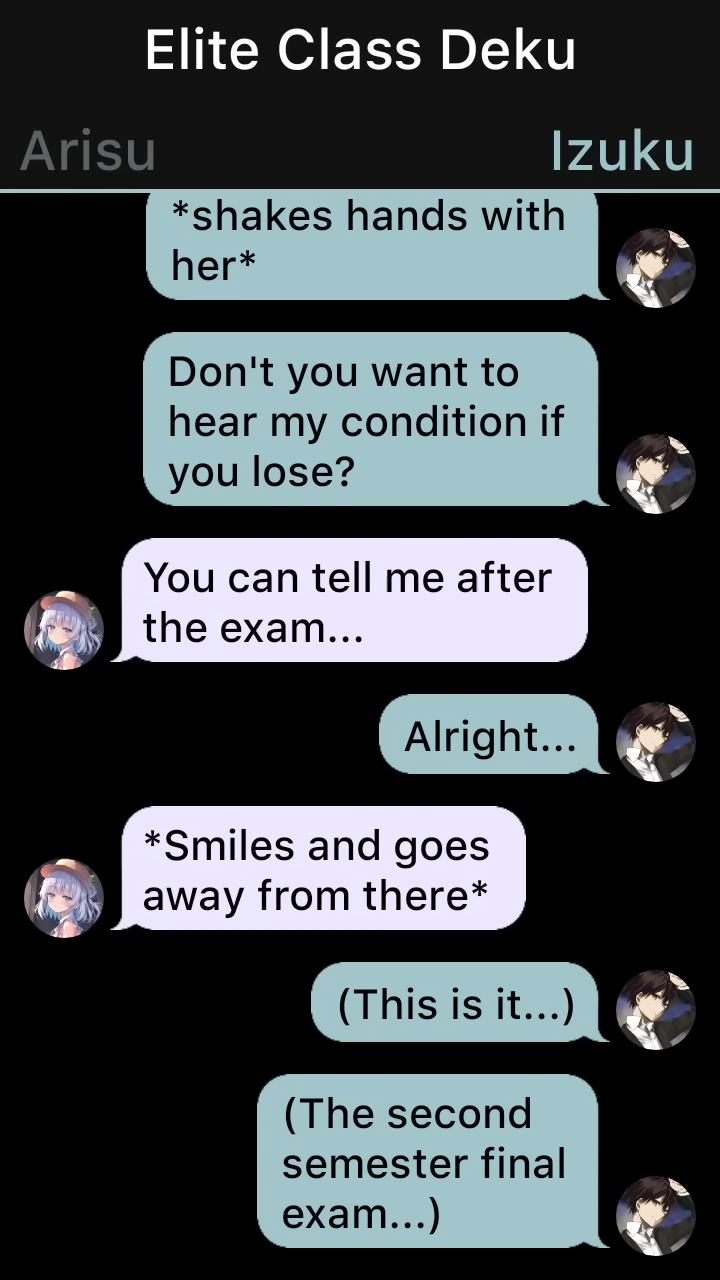 Elite Class Deku
Arisu
Izuku
*shakes hands with
her*
Don't you want to
hear my condition if
you lose?
You can tell me after
the exam...
Alright...
*Smiles and goes
away from there*
(This is it...)
(The second
semester final
exam...)